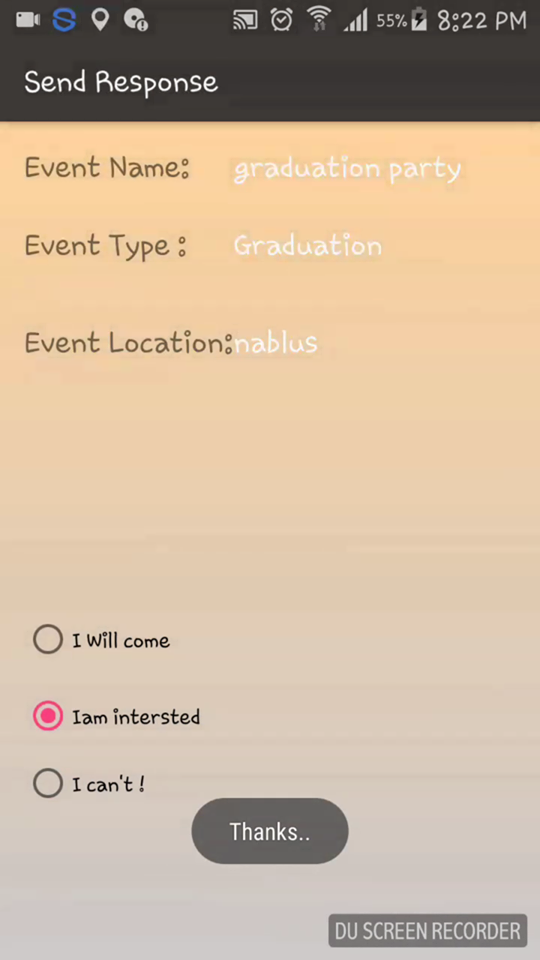 55% 8:22 PM
Send Response
Event Name: graduation party
Event Type : Graduation
Event Location:nablus
I Will come
Iam intersted
I can't !
Thanks..
DU SCREEN RECORDER